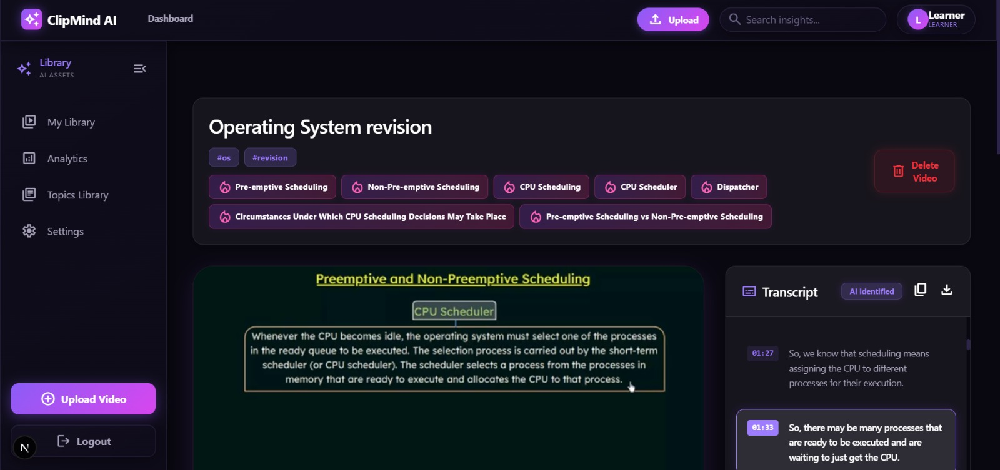 ClipMind AI
Dashboard
Upload
Search insights...
L
Learner
LEARNER
Library
AI ASSETS
My Library
Analytics
Topics Library
Settings
Upload Video
N
Logout
Operating System revision
#os
#revision
Pre-emptive Scheduling
Non-Pre-emptive Scheduling
CPU Scheduling
CPU Scheduler
Dispatcher
Circumstances Under Which CPU Scheduling Decisions May Take Place
Pre-emptive Scheduling vs Non-Pre-emptive Scheduling
Delete
Video
Preemptive and Non-Preemptive Scheduling
CPU Scheduler
Whenever the CPU becomes idle, the operating system must select one of the processes
in the ready queue to be executed. The selection process is carried out by the short-term
scheduler (or CPU scheduler). The scheduler selects a process from the processes in
memory that are ready to execute and allocates the CPU to that process.
Transcript
AI Identified
01:27
So, we know that scheduling means
assigning the CPU to different
processes for their execution.
01:33
So, there may be many processes that
are ready to be executed and are
waiting to just get the CPU.